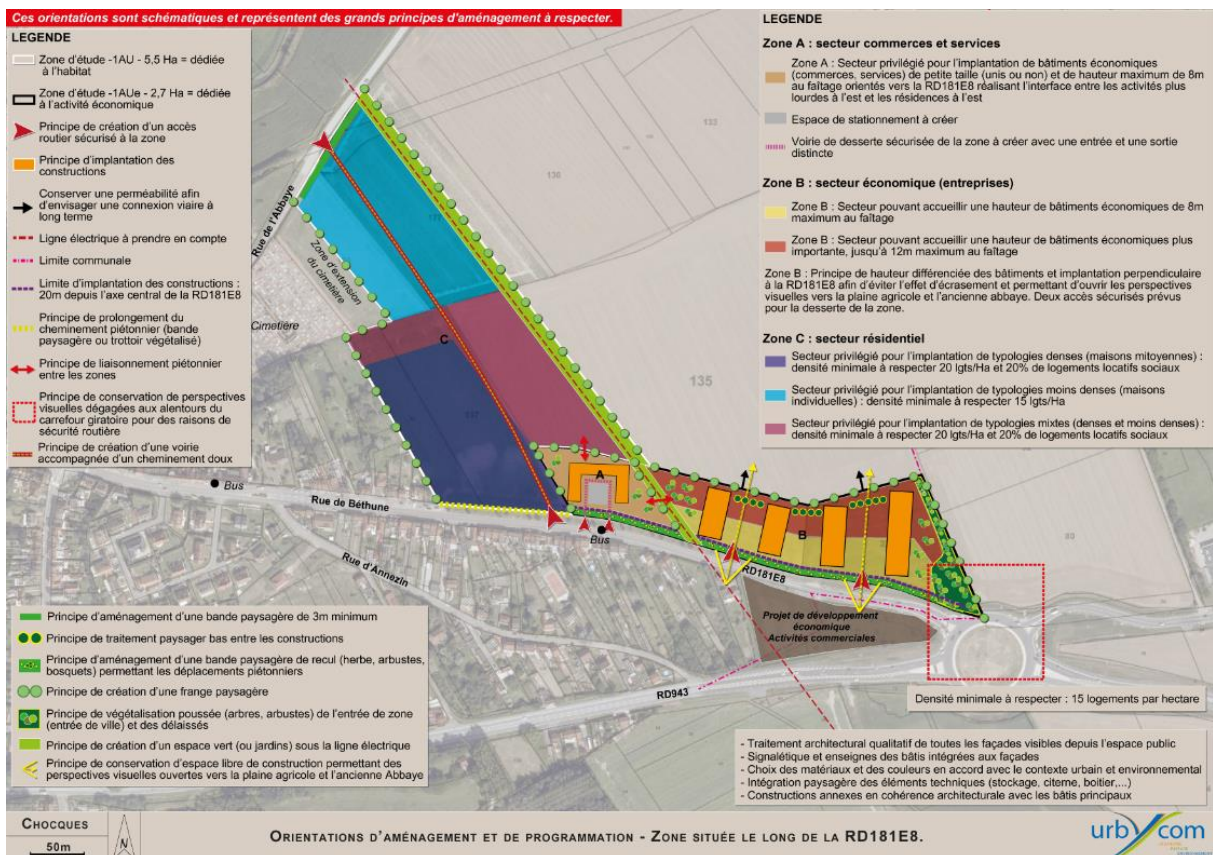 Ces orientations sont schématiques et représentent des grands principes d'aménagement à respecter.
LEGENDE
Zone d'étude -1AU - 5,5 Ha = dédiée
à l'habitat
Zone d'étude -1AUe - 2,7 Ha = dédiée
à l'activité économique
Principe de création d'un accès
routier sécurisé à la zone
Principe d'implantation des
constructions
Conserver une perméabilité afin
d'envisager une connexion viaire à
long terme
Ligne électrique à prendre en compte
Limite communale
Limite d'implantation des constructions :
20m depuis l'axe central de la RD181E8
Principe de prolongement du
cheminement piétonnier (bande
paysagère ou trottoir végétalisé)
Principe de liaisonnement piétonnier
entre les zones
Principe de conservation de perspectives
visuelles dégagées aux alentours du
carrefour giratoire pour des raisons de
sécurité routière
Principe de création d'une voirie
accompagnée d'un cheminement doux
LEGENDE
Zone A : secteur commerces et services
Zone A : Secteur privilégié pour l'implantation de bâtiments économiques
(commerces, services) de petite taille (unis ou non) et de hauteur maximum de 8m
au faîtage orientés vers la RD181E8 réalisant l'interface entre les activités plus
lourdes à l'est et les résidences à l'est
Espace de stationnement à créer
Voirie de desserte sécurisée de la zone à créer avec une entrée et une sortie
distincte
Zone B : secteur économique (entreprises)
Zone B : Secteur pouvant accueillir une hauteur de bâtiments économiques de 8m
maximum au faîtage
Zone B : Secteur pouvant accueillir une hauteur de bâtiments économiques plus
importante, jusqu'à 12m maximum au faîtage
Zone B : Principe de hauteur différenciée des bâtiments et implantation perpendiculaire
à la RD181E8 afin d'éviter l'effet d'écrasement et permettant d'ouvrir les perspectives
visuelles vers la plaine agricole et l'ancienne abbaye. Deux accès sécurisés prévus
pour la desserte de la zone.
Zone C : secteur résidentiel
Secteur privilégié pour l'implantation de typologies denses (maisons mitoyennes) :
densité minimale à respecter 20 lgts/Ha et 20% de logements locatifs sociaux
Secteur privilégié pour l'implantation de typologies moins denses (maisons
individuelles) : densité minimale à respecter 15 lgts/Ha
Secteur privilégié pour l'implantation de typologies mixtes (denses et moins denses) :
densité minimale à respecter 20 lgts/Ha et 20% de logements locatifs sociaux
Rue de l'Abbaye
Zone d'extension
du cimetière
Cimetière
C
135
A
B
Bus
Rue de Béthune
Bus
Rue d'Annezin
RD181E8
Projet de développement
économique
Activités commerciales
RD943
Densité minimale à respecter : 15 logements par hectare
Principe d'aménagement d'une bande paysagère de 3m minimum
Principe de traitement paysager bas entre les constructions
Principe d'aménagement d'une bande paysagère de recul (herbe, arbustes,
bosquets) permettant les déplacements piétonniers
Principe de création d'une frange paysagère
Principe de végétalisation poussée (arbres, arbustes) de l'entrée de zone
(entrée de ville) et des délaissés
Principe de création d'un espace vert (ou jardins) sous la ligne électrique
Principe de conservation d'espace libre de construction permettant des
perspectives visuelles ouvertes vers la plaine agricole et l'ancienne Abbaye
- Traitement architectural qualitatif de toutes les façades visibles depuis l'espace public
- Signalétique et enseignes des bâtis intégrées aux façades
- Choix des matériaux et des couleurs en accord avec le contexte urbain et environnemental
- Intégration paysagère des éléments techniques (stockage, citerne, boitier,...)
- Constructions annexes en cohérence architecturale avec les bâtis principaux
CHOCQUES
50m
N
ORIENTATIONS D'AMÉNAGEMENT ET DE PROGRAMMATION - ZONE SITUÉE LE LONG DE LA RD181E8.
urbycom